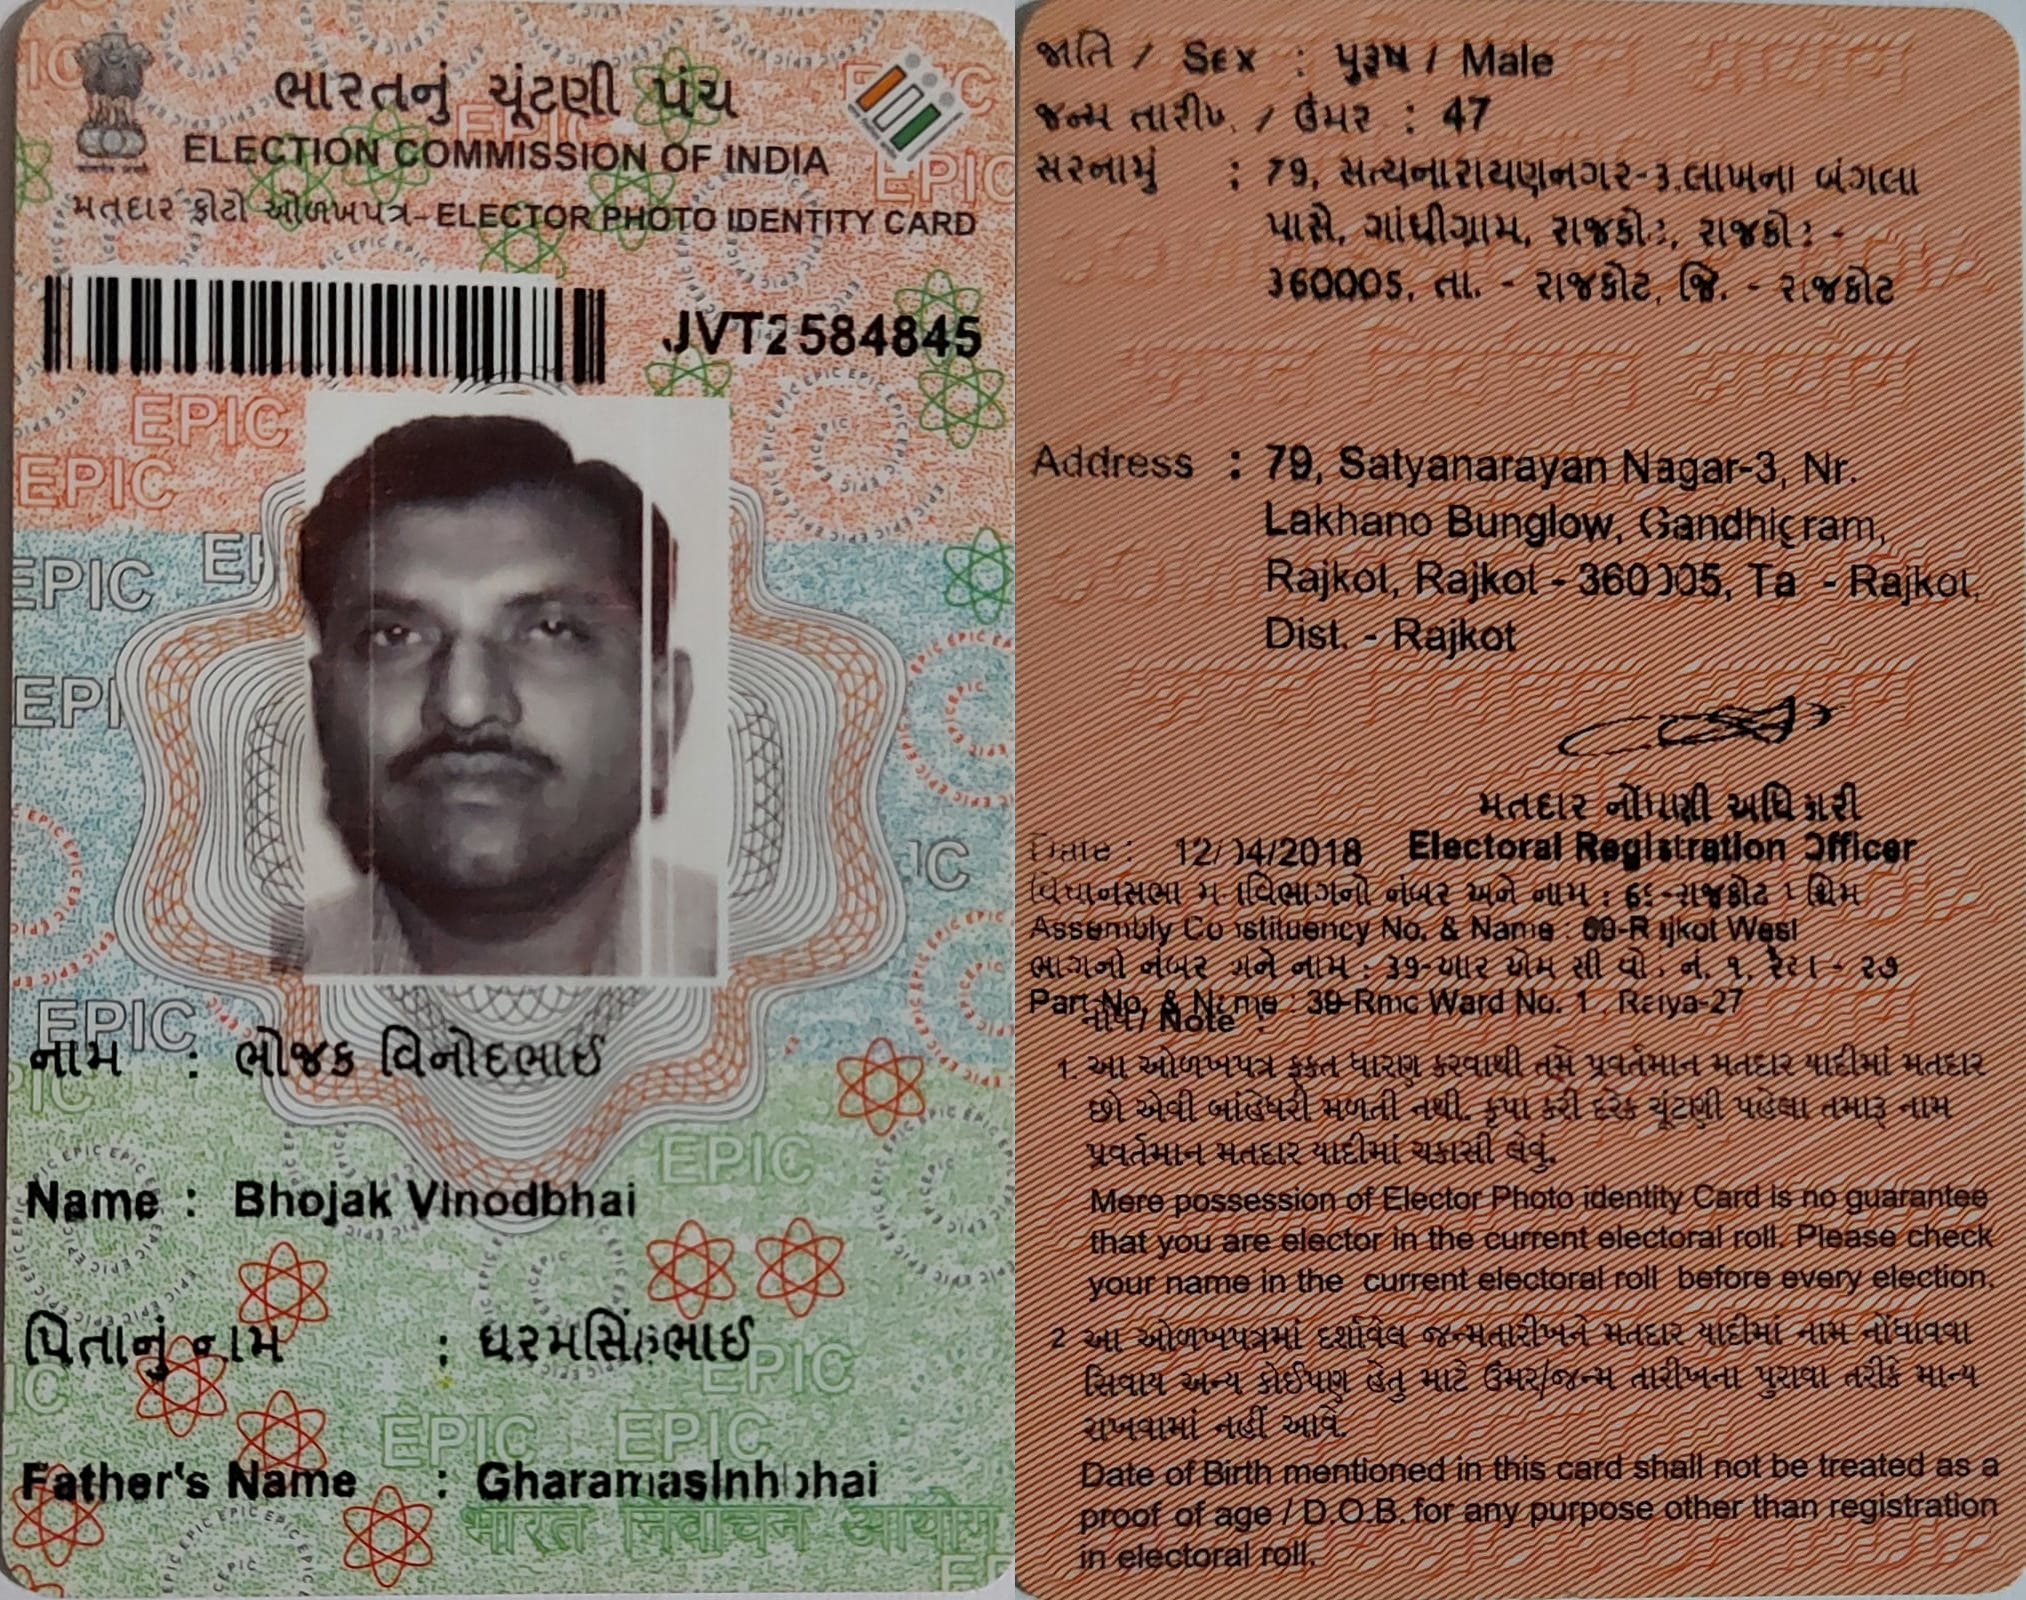 ભારતનું ચૂંટણી પંચ
ELECTION COMMISSION OF INDIA
મતદાર ફોટો ઓળખપત્ર - ELECTOR PHOTO IDENTITY CARD
JVT2584845
નામ : ભોજક વિનોદભાઈ
Name : Bhojak Vinodbhai
પિતાનું નામ : ઘરમસિંહભાઈ
Father's Name : Gharamasinhbhai
भारत निर्वाचन आयोग
જાતિ / Sex : પુરૂષ / Male
જન્મ તારીખ / ઉંમર : 47
સરનામું : 79, સત્યનારાયણનગર-૩,લાખના બંગલા
પાસે, ગાંધીગ્રામ, રાજકોટ, રાજકોટ -
360005, તા. - રાજકોટ, જિ. - રાજકોટ
Address : 79, Satyanarayan Nagar-3, Nr.
Lakhano Bunglow, Gandhigram,
Rajkot, Rajkot - 360005, Ta - Rajkot,
Dist. - Rajkot
મતદાર નોંધણી અધિકારી
Date : 12/04/2018 Electoral Registration Officer
વિધાનસભા મતવિભાગનો નંબર અને નામ : ૬૯-રાજકોટ પશ્ચિમ
Assembly Constituency No. & Name : 69-Rajkot West
ભાગનો નંબર અને નામ : ૩૯-આર એમ સી વોર્ડ નં. ૧, રૈયા - ૨૭
Part No. & Name : 39-Rmc Ward No. 1, Raiya-27
નોંધ / Note :
1. આ ઓળખપત્ર ફકત ધારણ કરવાથી તમે પ્રવર્તમાન મતદાર યાદીમાં મતદાર
છો એવી બાંહેધરી મળતી નથી. કૃપા કરી દરેક ચૂંટણી પહેલા તમારૂ નામ
પ્રવર્તમાન મતદાર યાદીમાં ચકાસી લેવું.
Mere possession of Elector Photo identity Card is no guarantee
that you are elector in the current electoral roll. Please check
your name in the current electoral roll before every election.
2 આ ઓળખપત્રમાં દર્શાવેલ જન્મતારીખને મતદાર યાદીમાં નામ નોંધાવવા
સિવાય અન્ય કોઈપણ હેતુ માટે ઉંમર/જન્મ તારીખના પુરાવા તરીકે માન્ય
રાખવામાં નહીં આવે.
Date of Birth mentioned in this card shall not be treated as a
proof of age / D.O.B. for any purpose other than registration
in electoral roll.